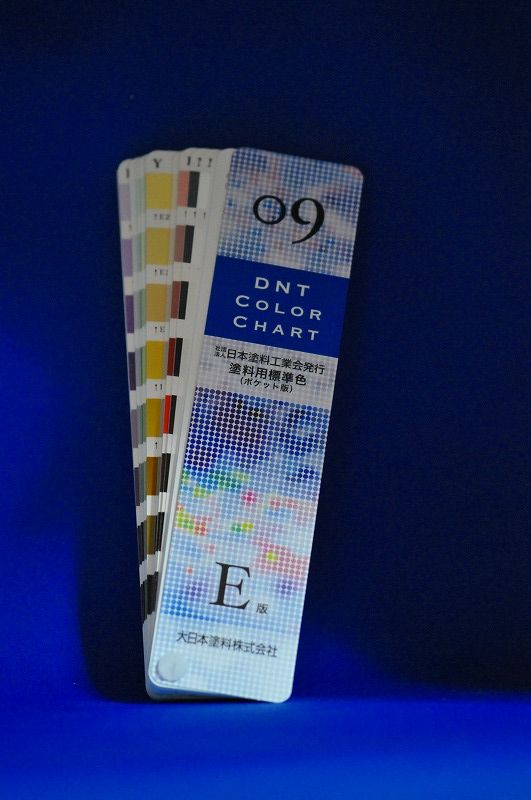 09
DNT
COLOR
CHART
社団法人 日本塗料工業会発行
塗料用標準色
(ポケット版)
E版
大日本塗料株式会社
Y